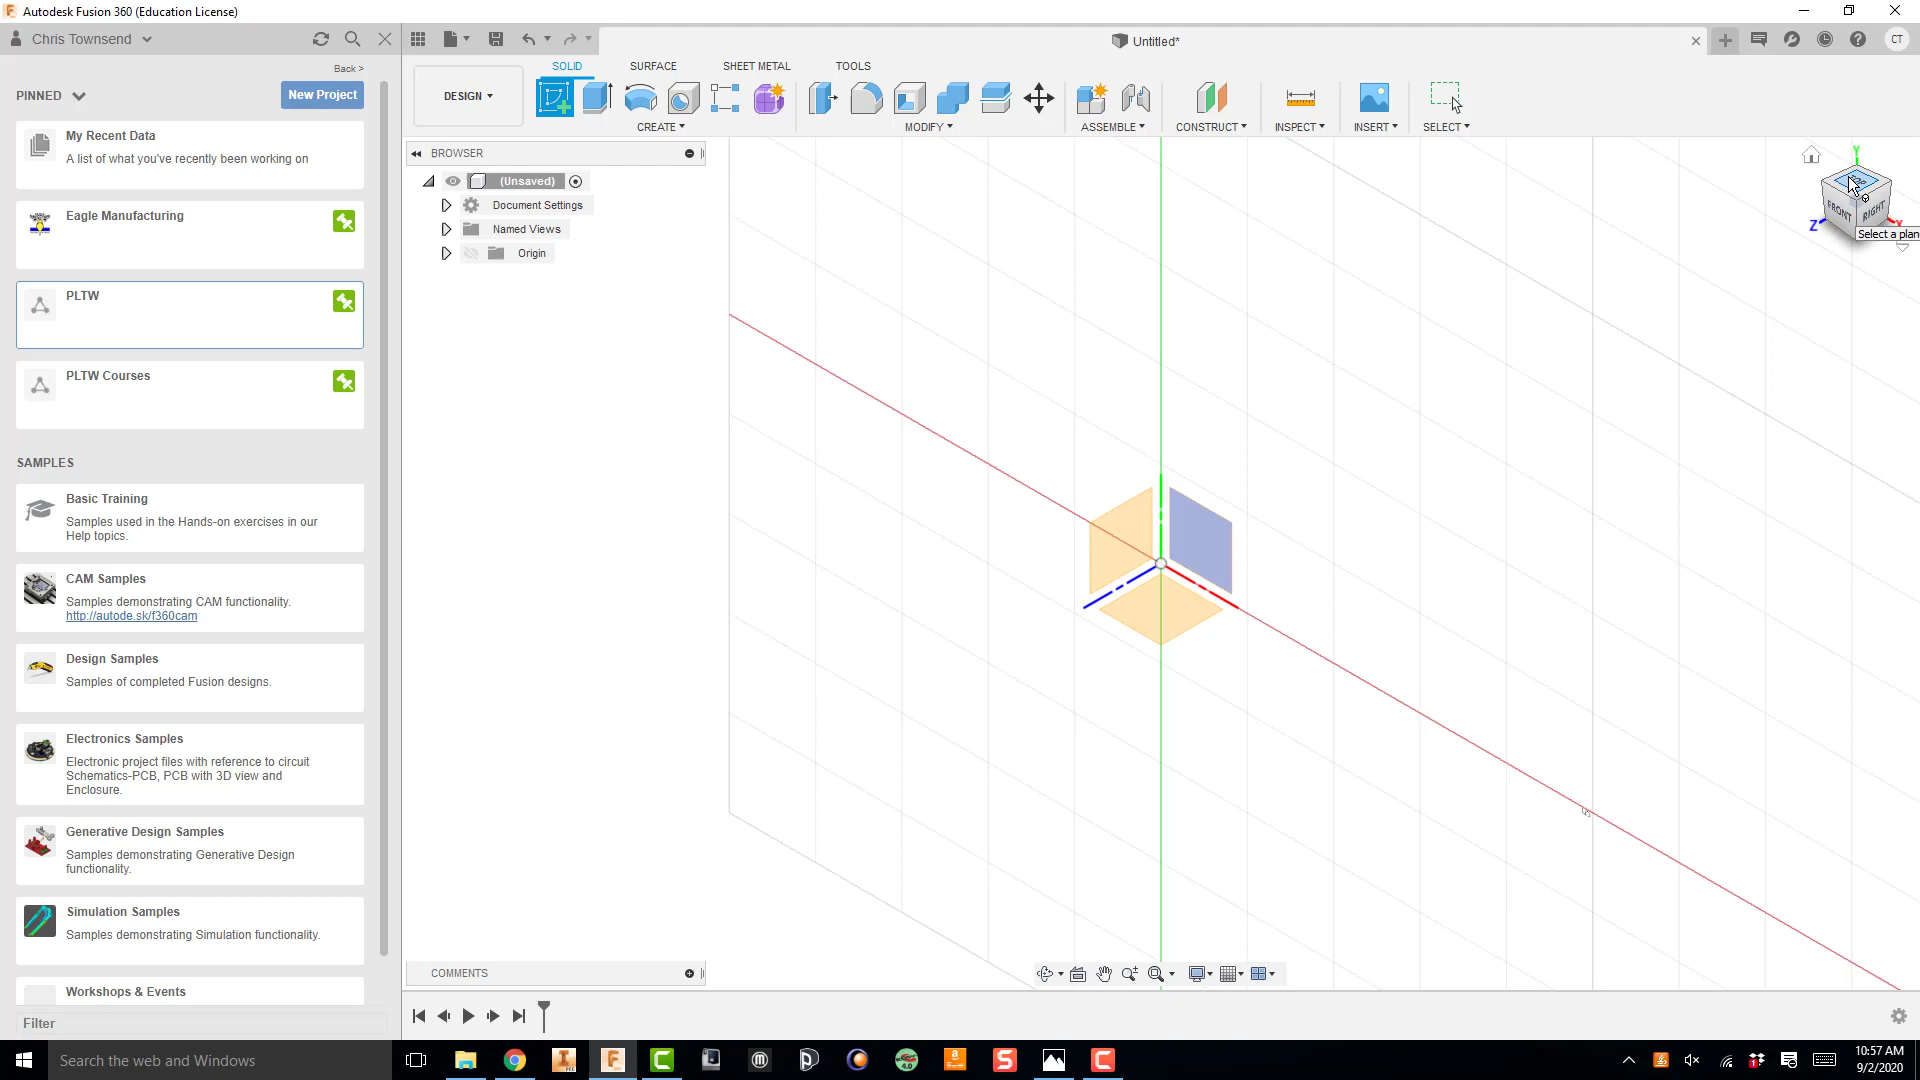 Autodesk Fusion 360 (Education License)
Chris Townsend
Untitled*
CT
Back >
PINNED
New Project
My Recent Data
A list of what you've recently been working on
Eagle Manufacturing
PLTW
PLTW Courses
SAMPLES
Basic Training
Samples used in the Hands-on exercises in our
Help topics.
CAM Samples
Samples demonstrating CAM functionality.
http://autode.sk/f360cam
Design Samples
Samples of completed Fusion designs.
Electronics Samples
Electronic project files with reference to circuit
Schematics-PCB, PCB with 3D view and
Enclosure.
Generative Design Samples
Samples demonstrating Generative Design
functionality.
Simulation Samples
Samples demonstrating Simulation functionality.
Workshops & Events
Filter
SOLID
SURFACE
SHEET METAL
TOOLS
DESIGN
CREATE
MODIFY
ASSEMBLE
CONSTRUCT
INSPECT
INSERT
SELECT
BROWSER
(Unsaved)
Document Settings
Named Views
Origin
Y
FRONT
RIGHT
Z
X
Select a plan
5
COMMENTS
Search the web and Windows
10:57 AM
9/2/2020